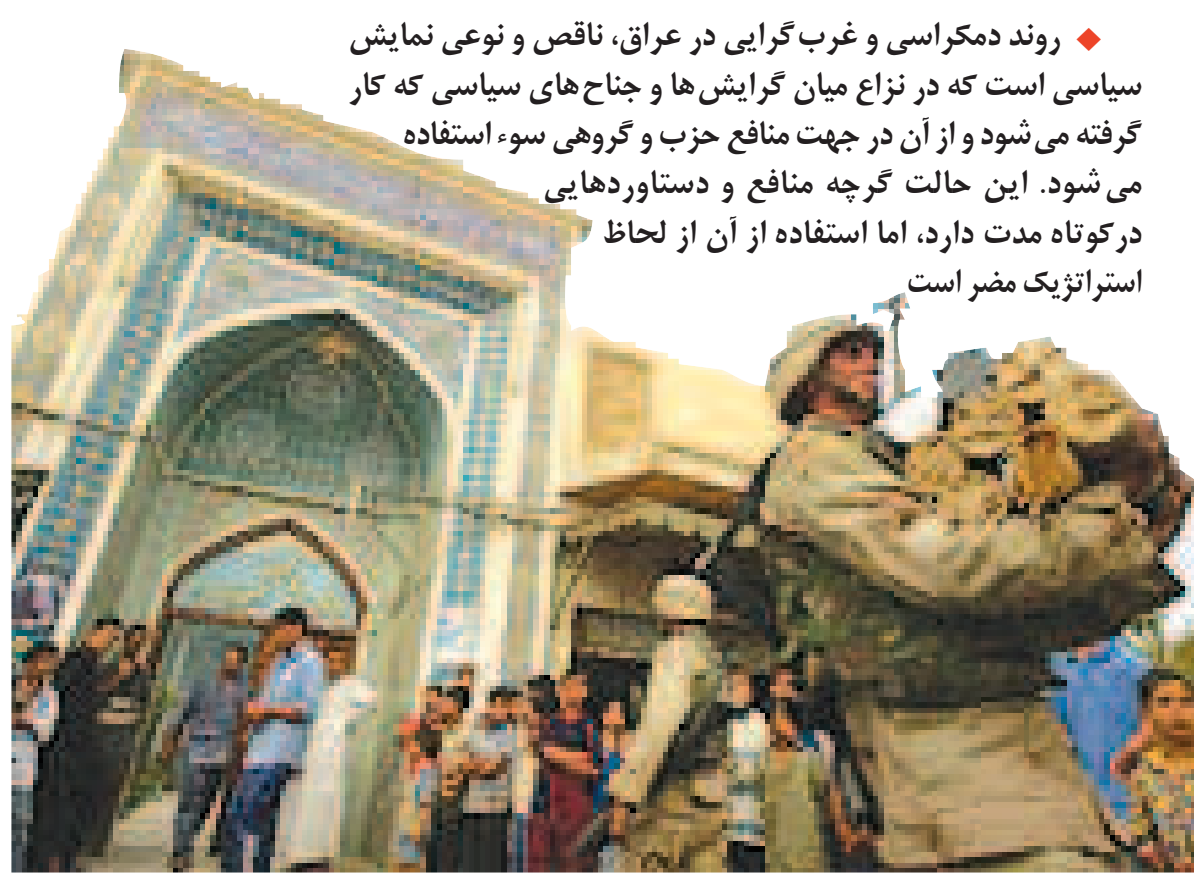 ◆ روند دمکراسی و غرب‌گرایی در عراق، ناقص و نوعی نمایش
سیاسی است که در نزاع میان گرایش‌ها و جناح‌های سیاسی که کار
گرفته می‌شود و از آن در جهت منافع حزب و گروهی سوء استفاده
می‌شود. این حالت گرچه منافع و دستاوردهایی
درکوتاه مدت دارد، اما استفاده از آن از لحاظ
استراتژیک مضر است